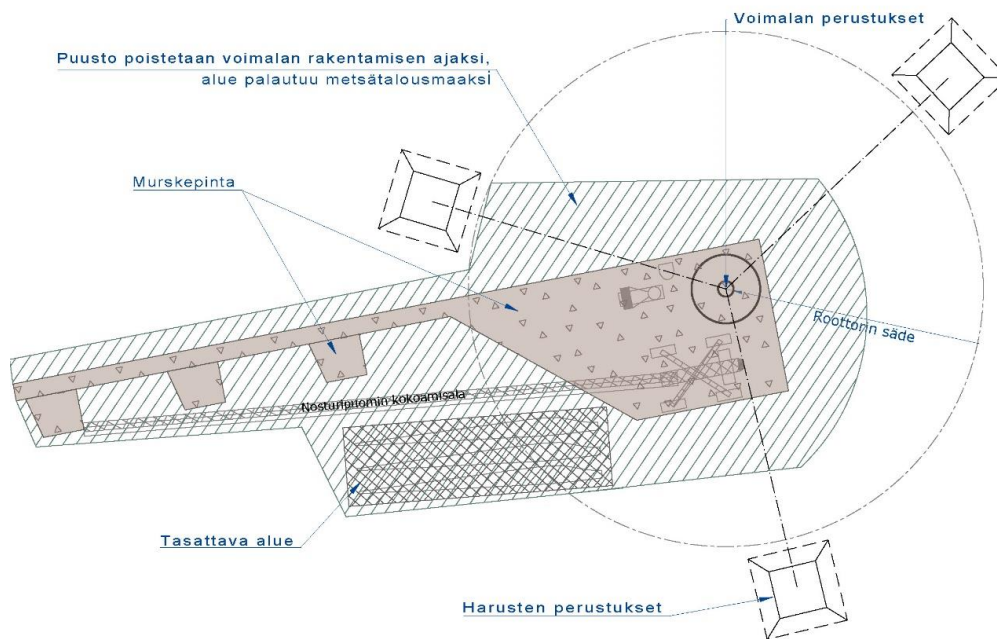 Voimalan perustukset
Puusto poistetaan voimalan rakentamisen ajaksi,
alue palautuu metsätalousmaaksi
Murskepinta
Roottorin säde
Nosturipuomin kokoamisala
Tasattava alue
Harusten perustukset